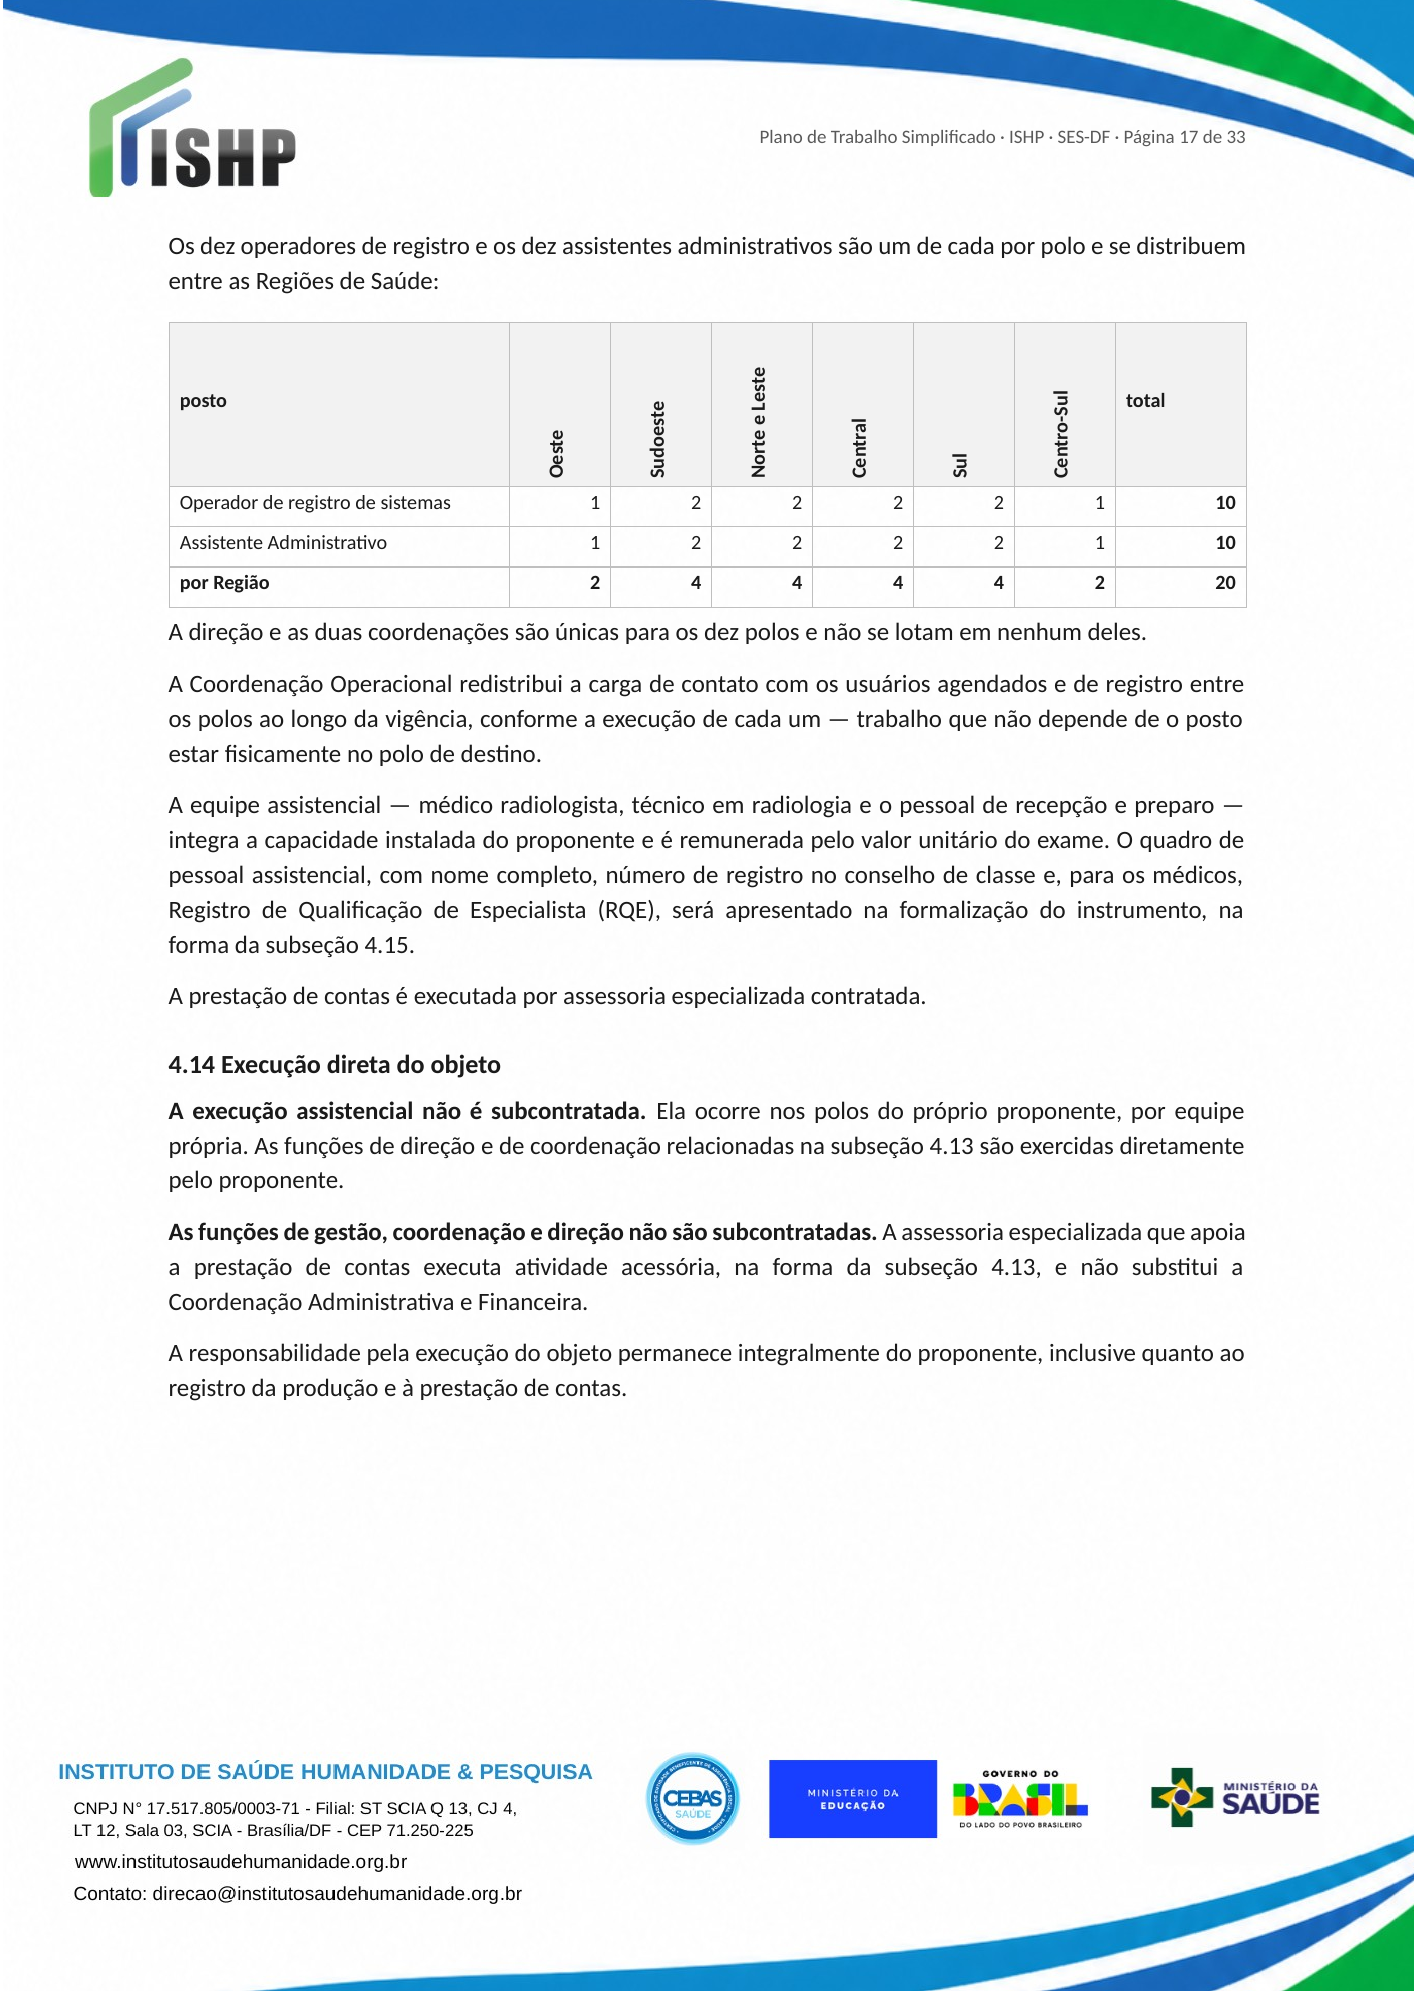 ISHP
Plano de Trabalho Simplificado · ISHP · SES-DF · Página 17 de 33
Os dez operadores de registro e os dez assistentes administrativos são um de cada por polo e se distribuem
entre as Regiões de Saúde:
posto Oeste Sudoeste Norte e Leste Central Sul Centro-Sul total
Operador de registro de sistemas 1 2 2 2 2 1 10
Assistente Administrativo 1 2 2 2 2 1 10
por Região 2 4 4 4 4 2 20
A direção e as duas coordenações são únicas para os dez polos e não se lotam em nenhum deles.
A Coordenação Operacional redistribui a carga de contato com os usuários agendados e de registro entre
os polos ao longo da vigência, conforme a execução de cada um — trabalho que não depende de o posto
estar fisicamente no polo de destino.
A equipe assistencial — médico radiologista, técnico em radiologia e o pessoal de recepção e preparo —
integra a capacidade instalada do proponente e é remunerada pelo valor unitário do exame. O quadro de
pessoal assistencial, com nome completo, número de registro no conselho de classe e, para os médicos,
Registro de Qualificação de Especialista (RQE), será apresentado na formalização do instrumento, na
forma da subseção 4.15.
A prestação de contas é executada por assessoria especializada contratada.
4.14 Execução direta do objeto
A execução assistencial não é subcontratada. Ela ocorre nos polos do próprio proponente, por equipe
própria. As funções de direção e de coordenação relacionadas na subseção 4.13 são exercidas diretamente
pelo proponente.
As funções de gestão, coordenação e direção não são subcontratadas. A assessoria especializada que apoia
a prestação de contas executa atividade acessória, na forma da subseção 4.13, e não substitui a
Coordenação Administrativa e Financeira.
A responsabilidade pela execução do objeto permanece integralmente do proponente, inclusive quanto ao
registro da produção e à prestação de contas.
INSTITUTO DE SAÚDE HUMANIDADE & PESQUISA
CNPJ N° 17.517.805/0003-71 - Filial: ST SCIA Q 13, CJ 4,
LT 12, Sala 03, SCIA - Brasília/DF - CEP 71.250-225
www.institutosaudehumanidade.org.br
Contato: direcao@institutosaudehumanidade.org.br
CEBAS
SAÚDE
MINISTÉRIO DA
EDUCAÇÃO
GOVERNO DO
BRASIL
DO LADO DO POVO BRASILEIRO
MINISTÉRIO DA
SAÚDE